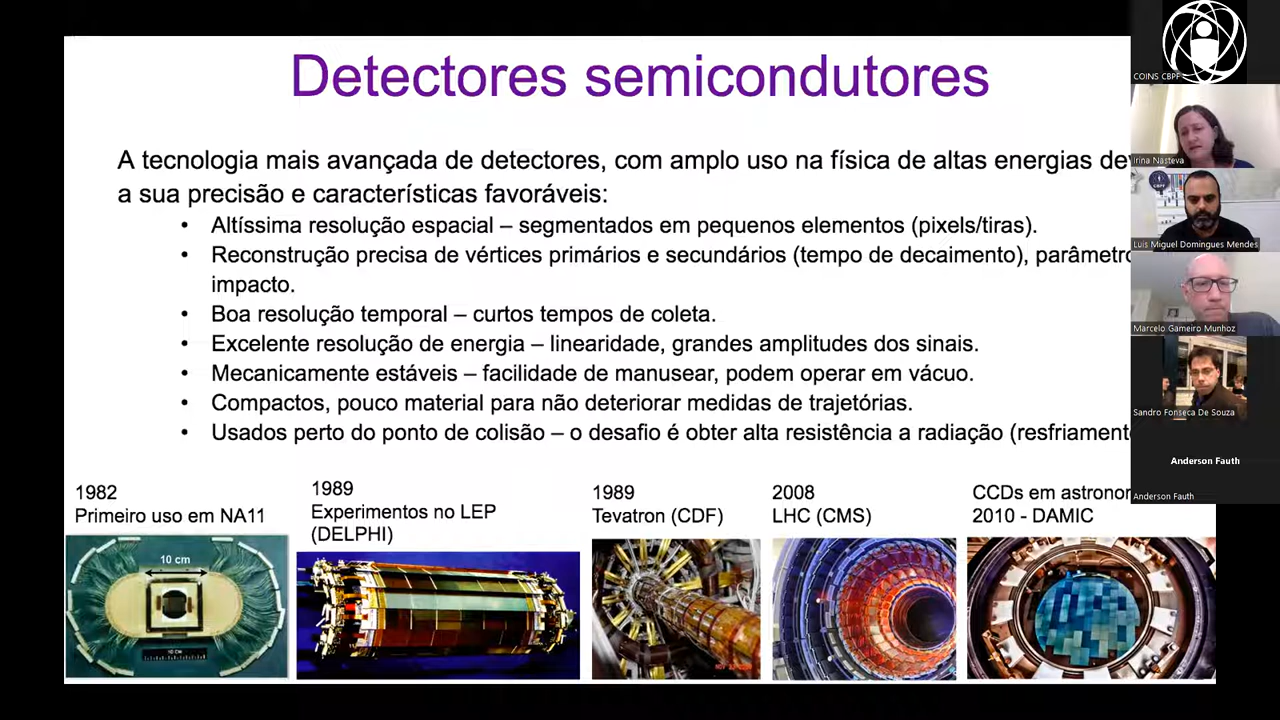 Detectores semicondutores
A tecnologia mais avançada de detectores, com amplo uso na física de altas energias
a sua precisão e características favoráveis:
• Altíssima resolução espacial – segmentados em pequenos elementos (pixels/tiras).
• Reconstrução precisa de vértices primários e secundários (tempo de decaimento),
impacto.
• Boa resolução temporal – curtos tempos de coleta.
• Excelente resolução de energia – linearidade, grandes amplitudes dos sinais.
• Mecanicamente estáveis – facilidade de manusear, podem operar em vácuo.
• Compactos, pouco material para não deteriorar medidas de trajetórias.
• Usados perto do ponto de colisão – o desafio é obter alta resistência a radiação
1982
Primeiro uso em NA11
10 cm
10 CM
1989
Experimentos no LEP
(DELPHI)
1989
Tevatron (CDF)
2008
LHC (CMS)
CCDs em
2010 - DAMIC
COINS CBPF
Irina Nasteva
CBPF
Luis Miguel Domingues Mendes
Marcelo Gameiro Munhoz
Sandro Fonseca De Souza
Anderson Fauth
Anderson Fauth